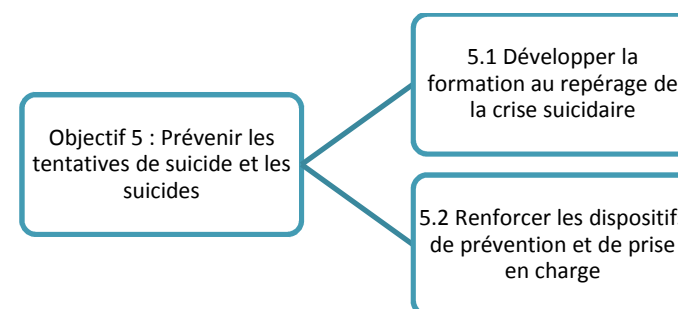 Objectif 5 : Prévenir les
tentatives de suicide et les
suicides
5.1 Développer la
formation au repérage de
la crise suicidaire
5.2 Renforcer les dispositif
de prévention et de prise
en charge